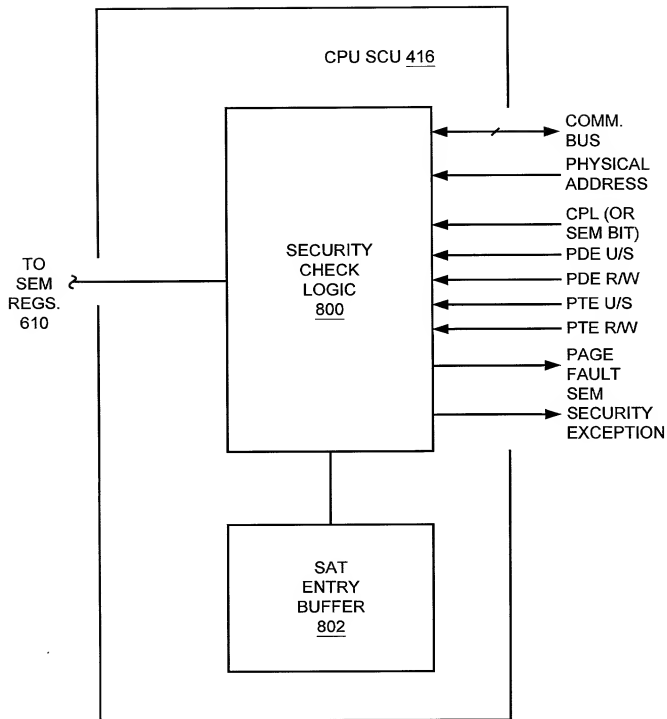 CPU SCU 416
COMM.
BUS
PHYSICAL
ADDRESS
CPL (OR
SEM BIT)
PDE U/S
PDE R/W
PTE U/S
PTE R/W
PAGE
FAULT
SEM
SECURITY
EXCEPTION
SECURITY
CHECK
LOGIC
800
TO
SEM
REGS.
610
SAT
ENTRY
BUFFER
802